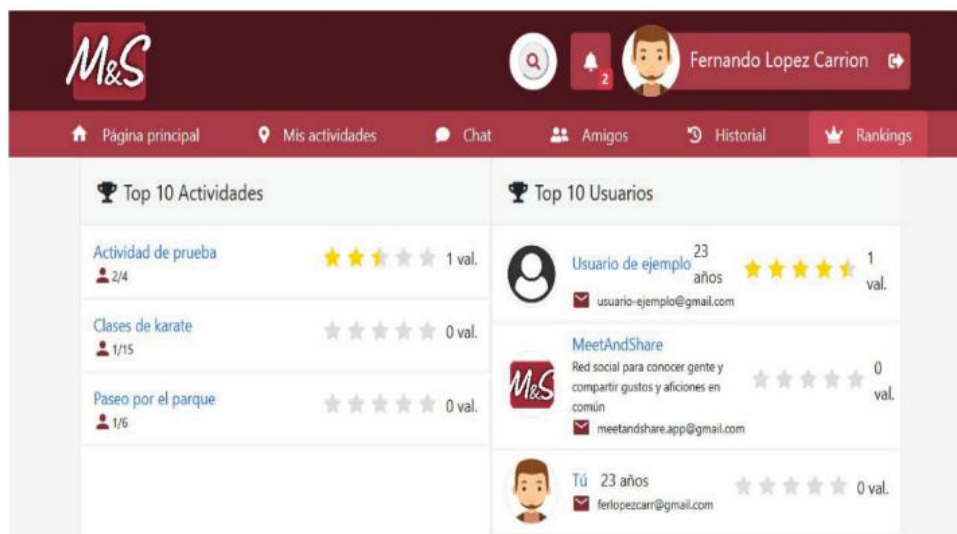 M&S
2
Fernando Lopez Carrion
Página principal
Mis actividades
Chat
Amigos
Historial
Rankings
Top 10 Actividades
Actividad de prueba
1 val.
2/4
Clases de karate
0 val.
1/15
Paseo por el parque
0 val.
1/6
Top 10 Usuarios
Usuario de ejemplo
23
años
1
val.
usuario-ejemplo@gmail.com
M&S
MeetAndShare
Red social para conocer gente y
compartir gustos y aficiones en
común
0
val.
meetandshare.app@gmail.com
Tú 23 años
0 val.
ferlopezcarr@gmail.com